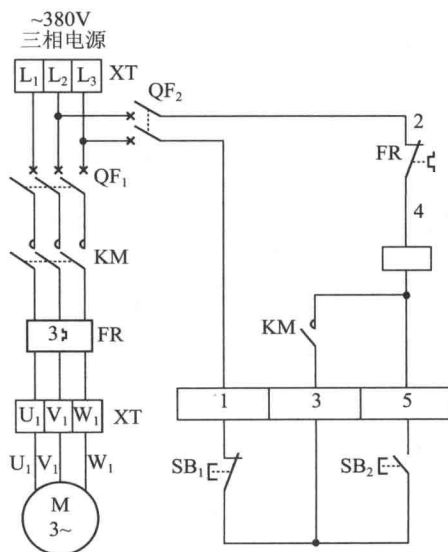 ~380V
三相电源
L₁ L₂ L₃ XT
QF₂
2
FR
4
QF₁
KM
KM
3 FR
1 3 5
U₁ V₁ W₁ XT
U₁ V₁ W₁
SB₁ SB₂
M
3~